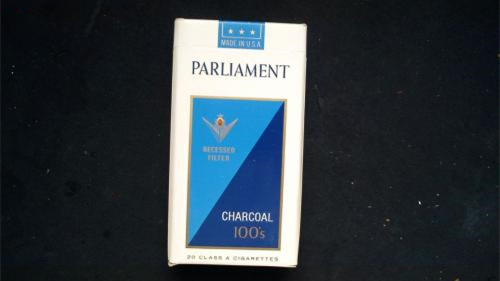 MADE IN U.S.A.
PARLIAMENT
RECESSED
FILTER
CHARCOAL
100's
20 CLASS A CIGARETTES